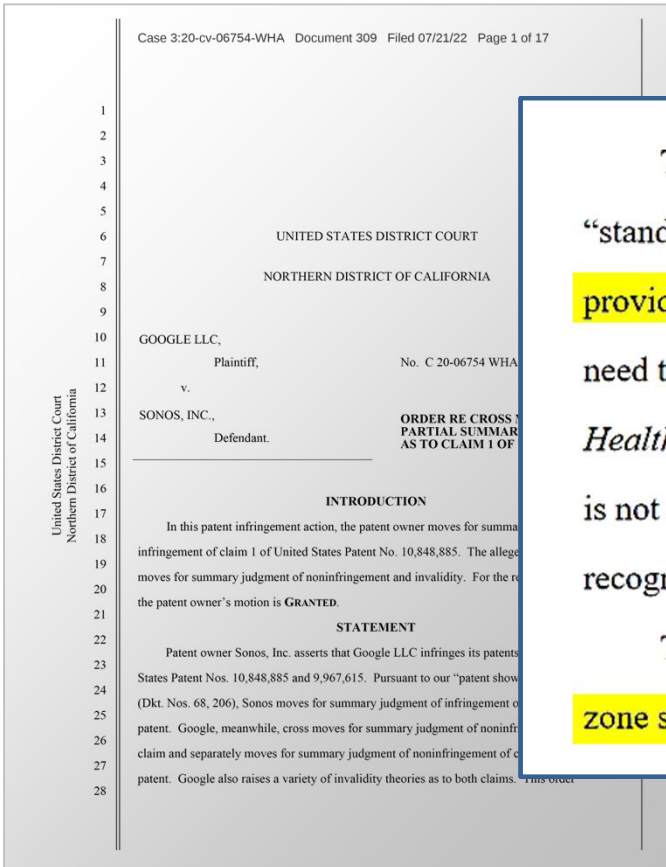 Case 3:20-cv-06754-WHA Document 309 Filed 07/21/22 Page 1 of 17
1
2
3
4
5
6 UNITED STATES DISTRICT COURT
7
8 NORTHERN DISTRICT OF CALIFORNIA
9
10 GOOGLE LLC,
11 Plaintiff, No. C 20-06754 WHA
12 v.
13 SONOS, INC., ORDER RE CROSS
14 Defendant. PARTIAL SUMMAR
AS TO CLAIM 1 OF
15
16
17 INTRODUCTION
18 In this patent infringement action, the patent owner moves for summa
19 infringement of claim 1 of United States Patent No. 10,848,885. The allege
20 moves for summary judgment of noninfringement and invalidity. For the re
21 the patent owner's motion is GRANTED.
22 STATEMENT
23 Patent owner Sonos, Inc. asserts that Google LLC infringes its patents
24 States Patent Nos. 10,848,885 and 9,967,615. Pursuant to our "patent show
25 (Dkt. Nos. 68, 206), Sonos moves for summary judgment of infringement o
26 patent. Google, meanwhile, cross moves for summary judgment of noninfr
27 claim and separately moves for summary judgment of noninfringement of c
28 patent. Google also raises a variety of invalidity theories as to both claims. This order
United States District Court
Northern District of California
T
"stand
provid
need t
Health
is not
recogn
T
zone s